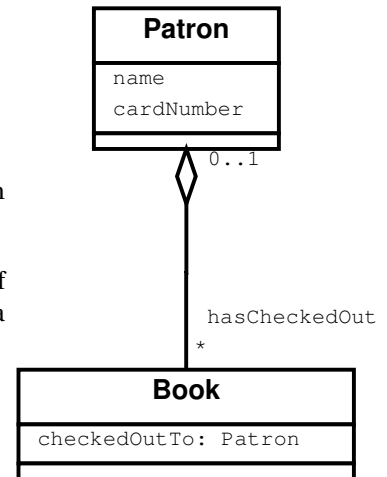 Patron
name
cardNumber
0..1
n
f
a
hasCheckedOut
*
Book
checkedOutTo: Patron